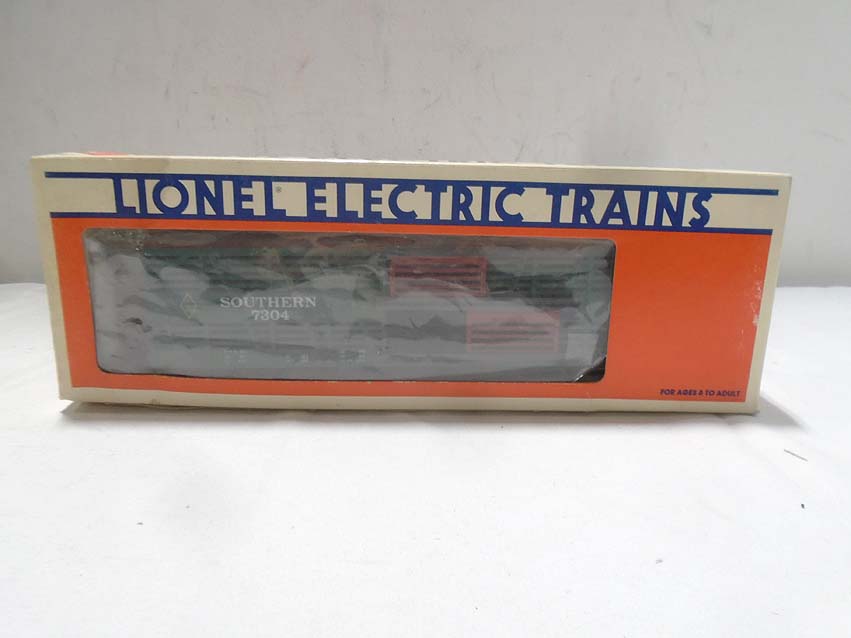 LIONEL® ELECTRIC TRAINS
SOUTHERN
7304
FOR AGES 8 TO ADULT